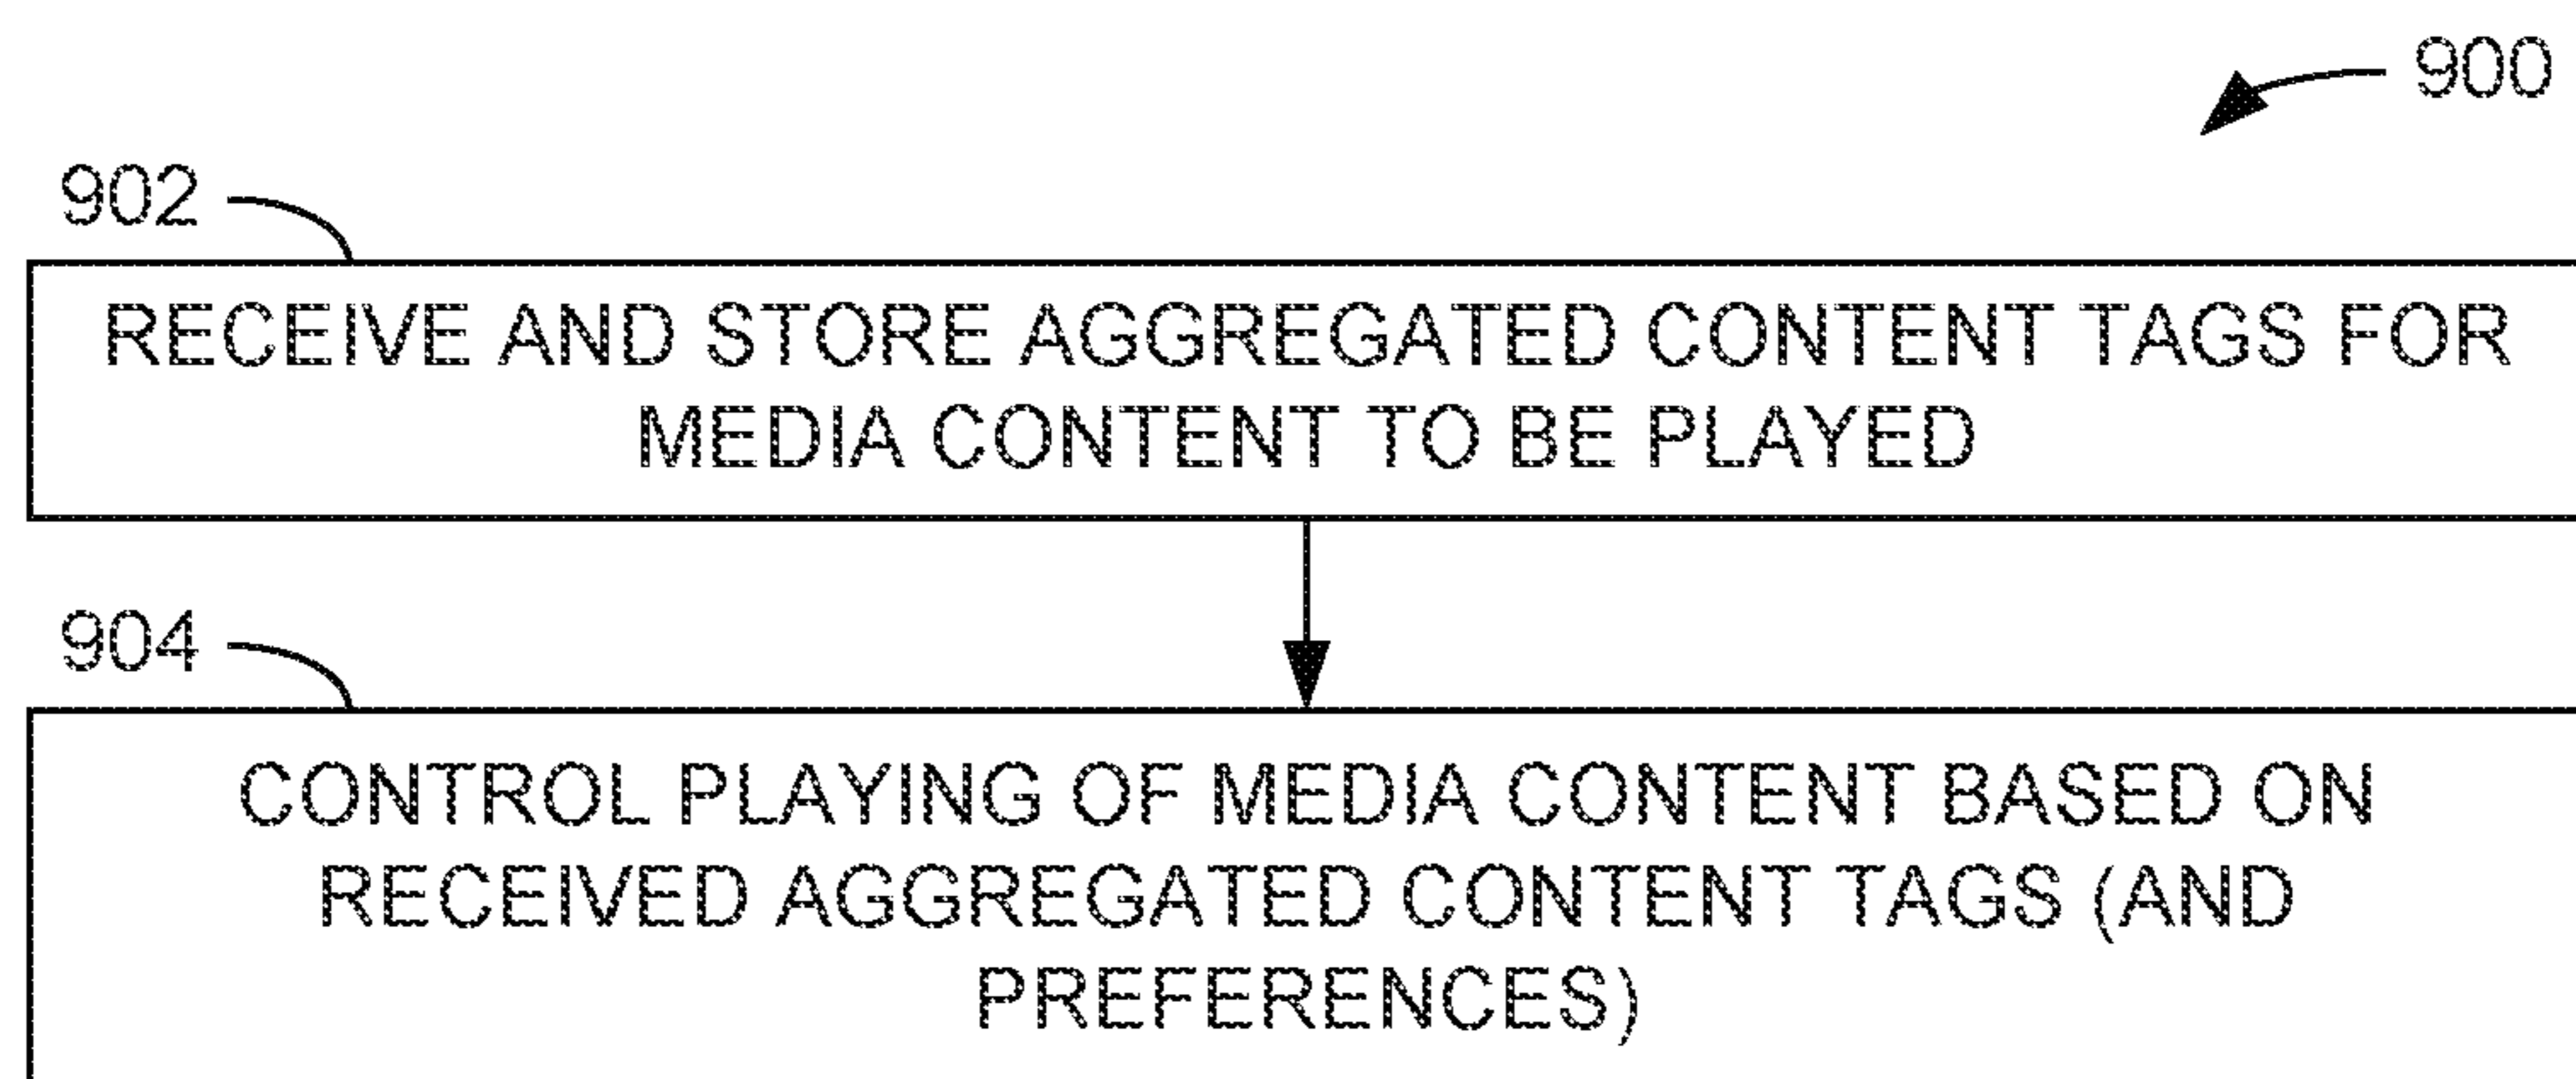 900
902
RECEIVE AND STORE AGGREGATED CONTENT TAGS FOR
MEDIA CONTENT TO BE PLAYED
904
CONTROL PLAYING OF MEDIA CONTENT BASED ON
RECEIVED AGGREGATED CONTENT TAGS (AND
PREFERENCES)